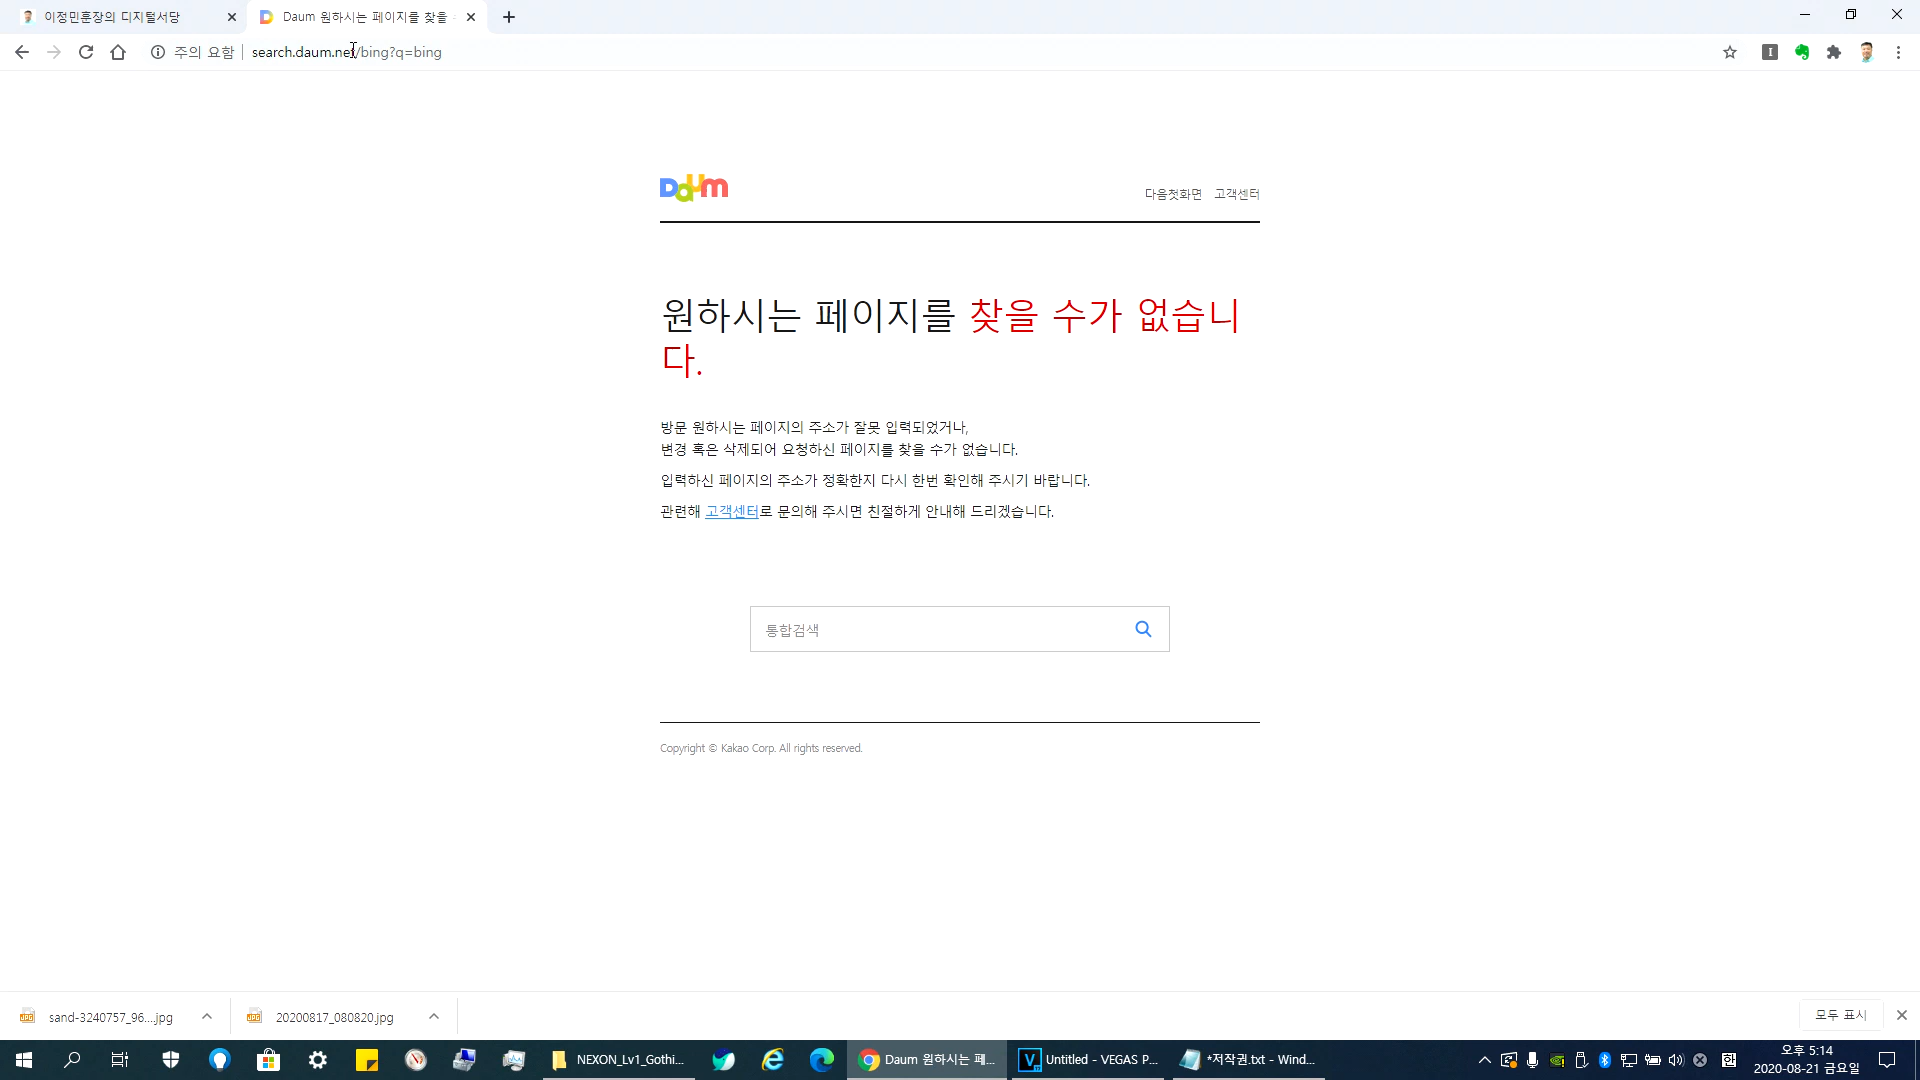 이정민훈장의 디지털서당
Daum 원하시는 페이지를 찾을
주의 요함 | search.daum.net/bing?q=bing
Daum
다음첫화면 고객센터
원하시는 페이지를 찾을 수가 없습니
다.
방문 원하시는 페이지의 주소가 잘못 입력되었거나,
변경 혹은 삭제되어 요청하신 페이지를 찾을 수가 없습니다.
입력하신 페이지의 주소가 정확한지 다시 한번 확인해 주시기 바랍니다.
관련해 고객센터로 문의해 주시면 친절하게 안내해 드리겠습니다.
통합검색
Copyright © Kakao Corp. All rights reserved.
sand-3240757_96....jpg
20200817_080820.jpg
모두 표시
NEXON_Lv1_Gothi...
Daum 원하시는 페...
Untitled - VEGAS P...
*저작권.txt - Wind...
한
오후 5:14
2020-08-21 금요일